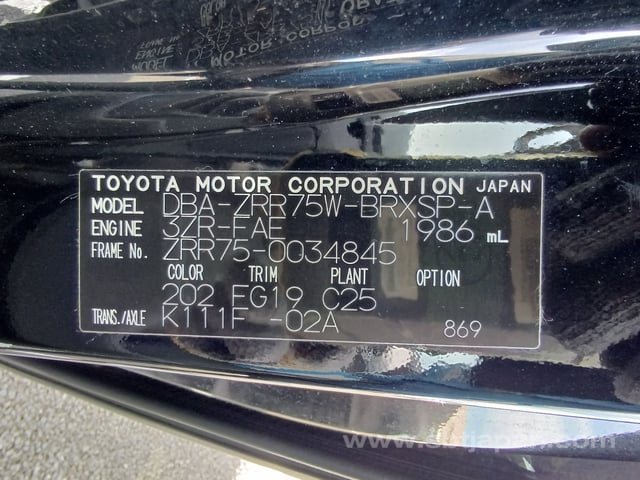 TOYOTA MOTOR CORPORATION JAPAN
MODEL DBA-ZRR75W-BRXSP-A
ENGINE 3ZR-FAE 1986 mL
FRAME No. ZRR75-0034845
COLOR TRIM PLANT OPTION
202 FG19 C25
TRANS./AXLE K111F -02A 869